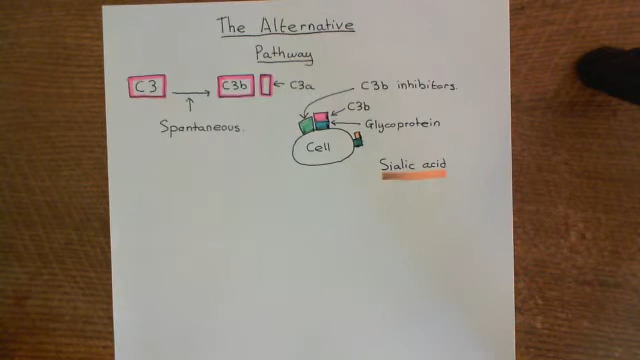 The Alternative
Pathway
C3
C3b
C3a
C3b inhibitors.
C3b
Spontaneous.
Glycoprotein
Cell
Sialic acid